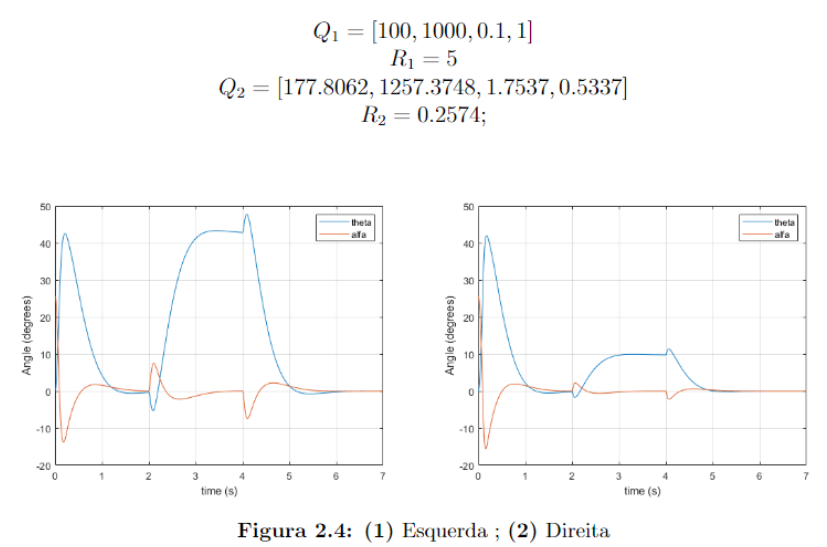 Q₁ = [100, 1000, 0.1, 1]
R₁ = 5
Q₂ = [177.8062, 1257.3748, 1.7537, 0.5337]
R₂ = 0.2574;
50
40
30
20
10
0
-10
-20
Angle (degrees)
theta
alfa
0 1 2 3 4 5 6 7
time (s)
50
40
30
20
10
0
-10
-20
Angle (degrees)
theta
alfa
0 1 2 3 4 5 6 7
time (s)
Figura 2.4: (1) Esquerda ; (2) Direita